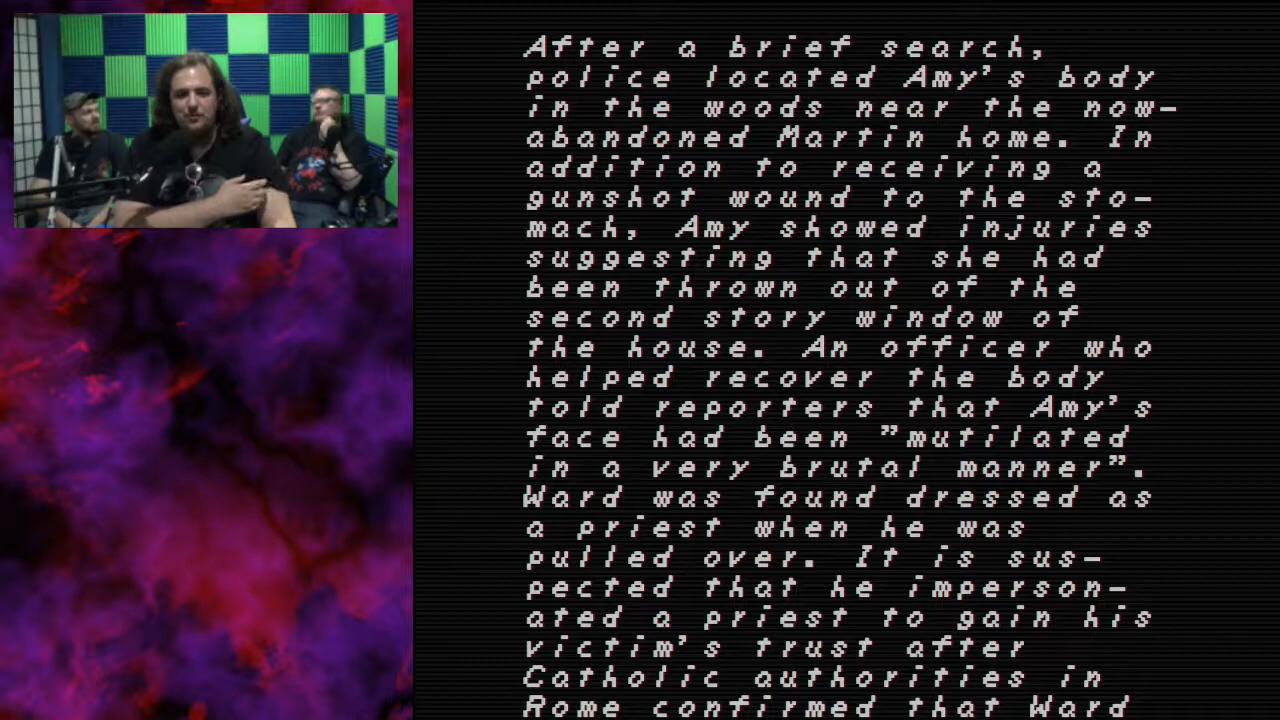 After a brief search,
police located Amy's body
in the woods near the now-
abandoned Martin home. In
addition to receiving a
gunshot wound to the sto-
mach, Amy showed injuries
suggesting that she had
been thrown out of the
second story window of
the house. An officer who
helped recover the body
told reporters that Amy's
face had been "mutilated
in a very brutal manner".
Ward was found dressed as
a priest when he was
pulled over. It is sus-
pected that he imperson-
ated a priest to gain his
victim's trust after
Catholic authorities in
Rome confirmed that Ward